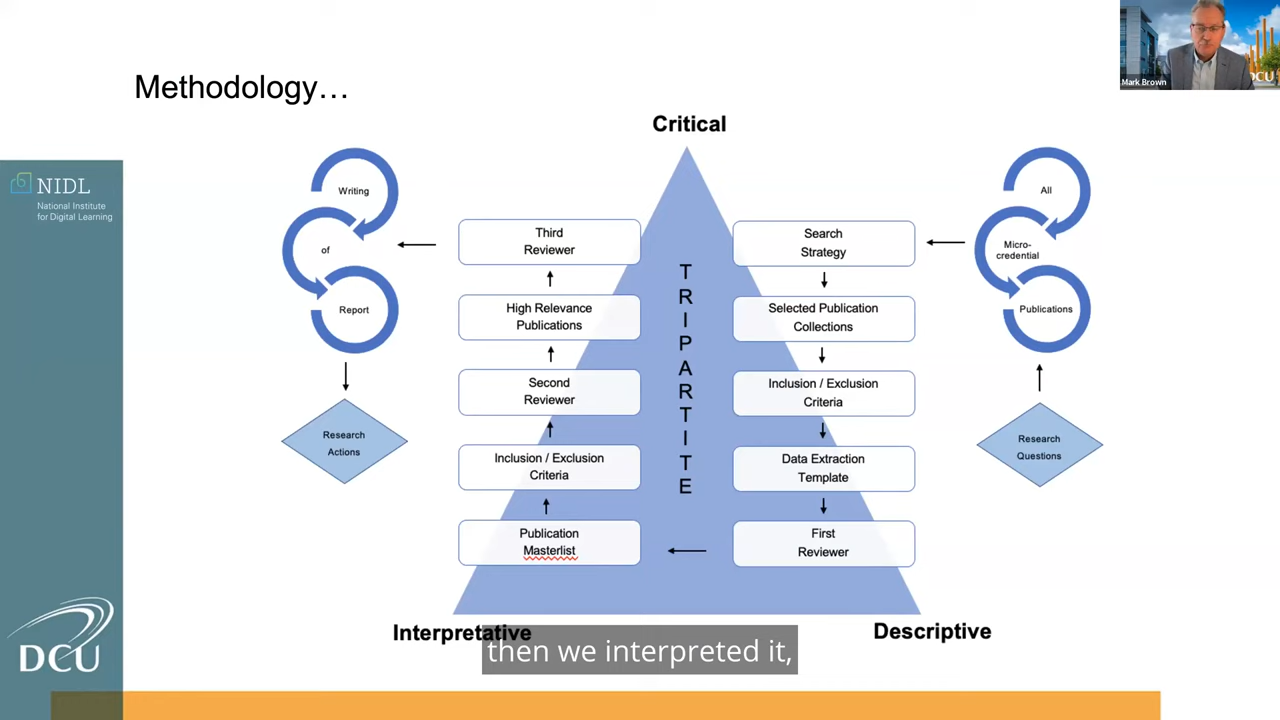 Methodology…
Mark Brown
DCU
NIDL
National Institute
for Digital Learning
Critical
Writing
of
Report
Research
Actions
Third
Reviewer
High Relevance
Publications
Second
Reviewer
Inclusion / Exclusion
Criteria
Publication
Masterlist
T
R
I
P
A
R
T
I
T
E
Search
Strategy
Selected Publication
Collections
Inclusion / Exclusion
Criteria
Data Extraction
Template
First
Reviewer
All
Micro-
credential
Publications
Research
Questions
Interpretative
Descriptive
then we interpreted it,
DCU